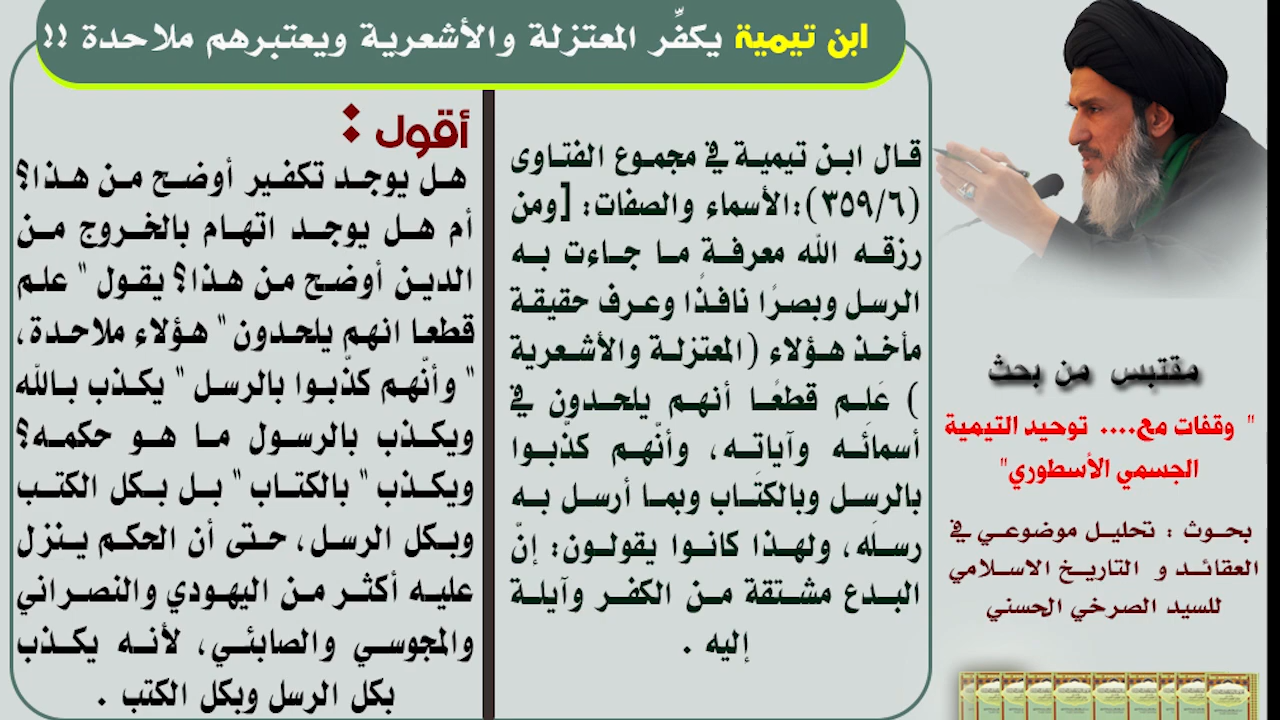 ابن تيمية يكفِّر المعتزلة والأشعرية ويعتبرهم ملاحدة !!
قال ابن تيمية في مجموع الفتاوى
(٣٥٩/٦):الأسماء والصفات: [ومن
رزقه الله معرفة ما جاءت به
الرسل وبصرًا نافذًا وعرف حقيقة
مأخذ هؤلاء (المعتزلة والأشعرية
) عَلِم قطعًا أنهم يلحدون في
أسمائه وآياته، وأنّهم كذّبوا
بالرسل وبالكتاب وبما أرسل به
رسله، ولهذا كانوا يقولون: إنّ
البدع مشتقة من الكفر وآيلة
إليه .
أقول :
هل يوجد تكفير أوضح من هذا؟
أم هل يوجد اتهام بالخروج من
الدين أوضح من هذا؟ يقول " علم
قطعا انهم يلحدون " هؤلاء ملاحدة،
" وأنّهم كذّبوا بالرسل " يكذب بالله
ويكذب بالرسول ما هو حكمه؟
ويكذب " بالكتاب " بل بكل الكتب
وبكل الرسل، حتى أن الحكم ينزل
عليه أكثر من اليهودي والنصراني
والمجوسي والصابئي، لأنه يكذب
بكل الرسل وبكل الكتب .
مقتبس من بحث
" وقفات مع.... توحيد التيمية
الجسمي الأسطوري"
بحوث : تحليل موضوعي في
العقائد و التاريخ الاسلامي
للسيد الصرخي الحسني